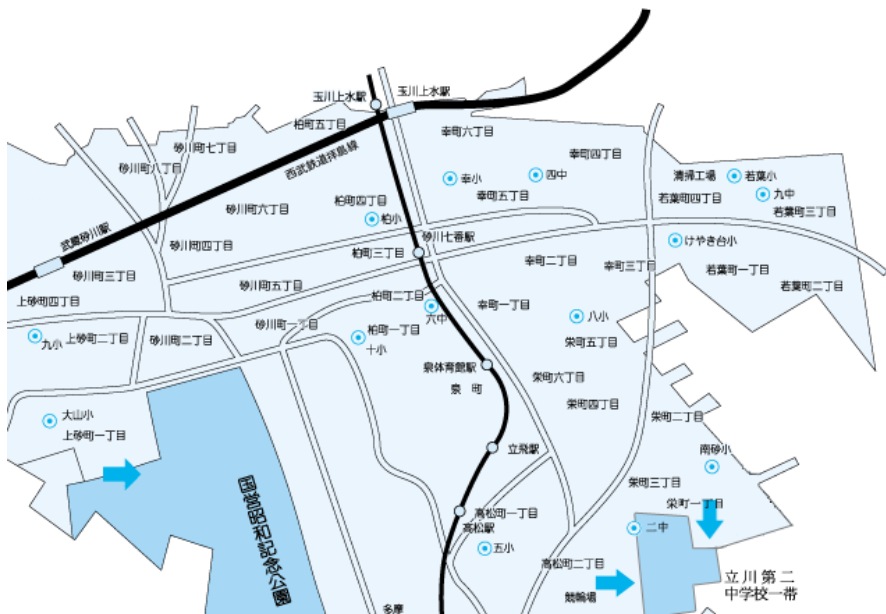 玉川上水駅
玉川上水駅
柏町五丁目
幸町六丁目
砂川町七丁目
砂川町八丁目
西武鉄道拝島線
幸町四丁目
清掃工場
若葉小
四中
幸小
九中
砂川町六丁目
柏町四丁目
幸町五丁目
若葉町四丁目
若葉町三丁目
柏小
武蔵砂川駅
砂川町四丁目
砂川七番駅
けやき台小
柏町三丁目
幸町二丁目
幸町三丁目
若葉町一丁目
砂川町三丁目
砂川町五丁目
若葉町二丁目
上砂町四丁目
柏町二丁目
幸町一丁目
六中
八小
砂川町一丁目
柏町一丁目
九小
上砂町二丁目
砂川町二丁目
十小
栄町五丁目
泉体育館駅
泉町
栄町六丁目
栄町四丁目
大山小
上砂町一丁目
栄町二丁目
立飛駅
南砂小
国営昭和記念公園
栄町三丁目
栄町一丁目
高松町一丁目
高松駅
二中
五小
高松町二丁目
競輪場
立川第二
中学校一帯
多摩